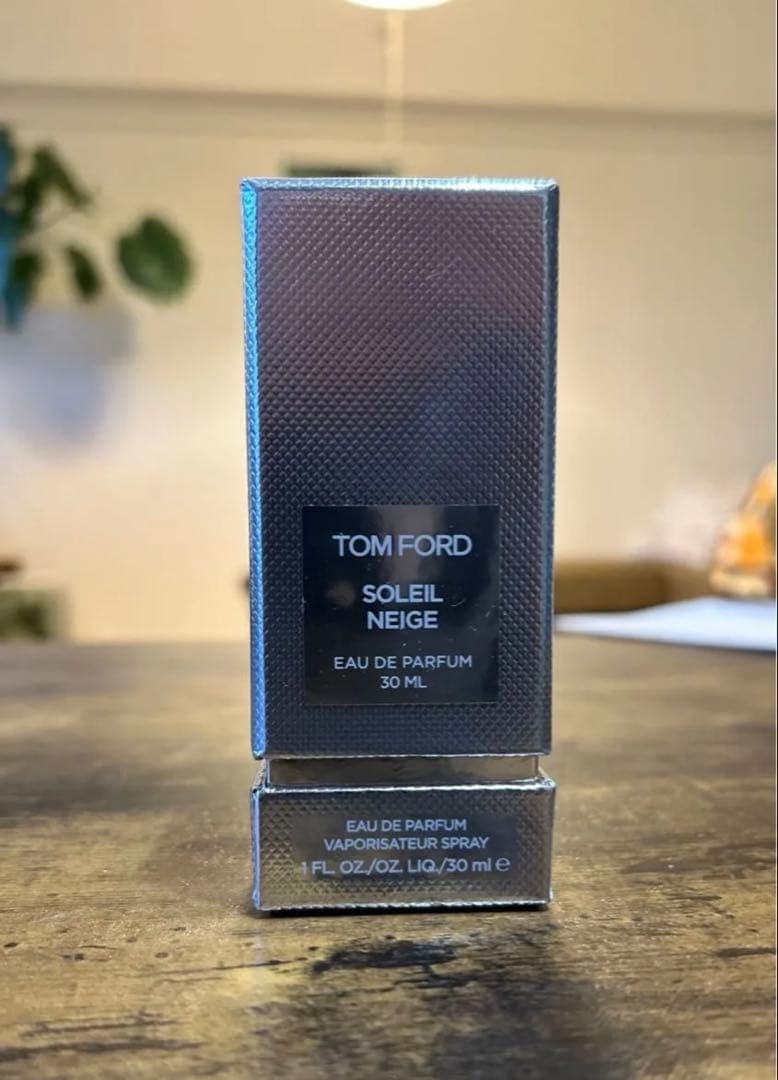 TOM FORD
SOLEIL
NEIGE
EAU DE PARFUM
30 ML
EAU DE PARFUM
VAPORISATEUR SPRAY
1 FL. OZ./OZ. LIQ./30 ml ℮